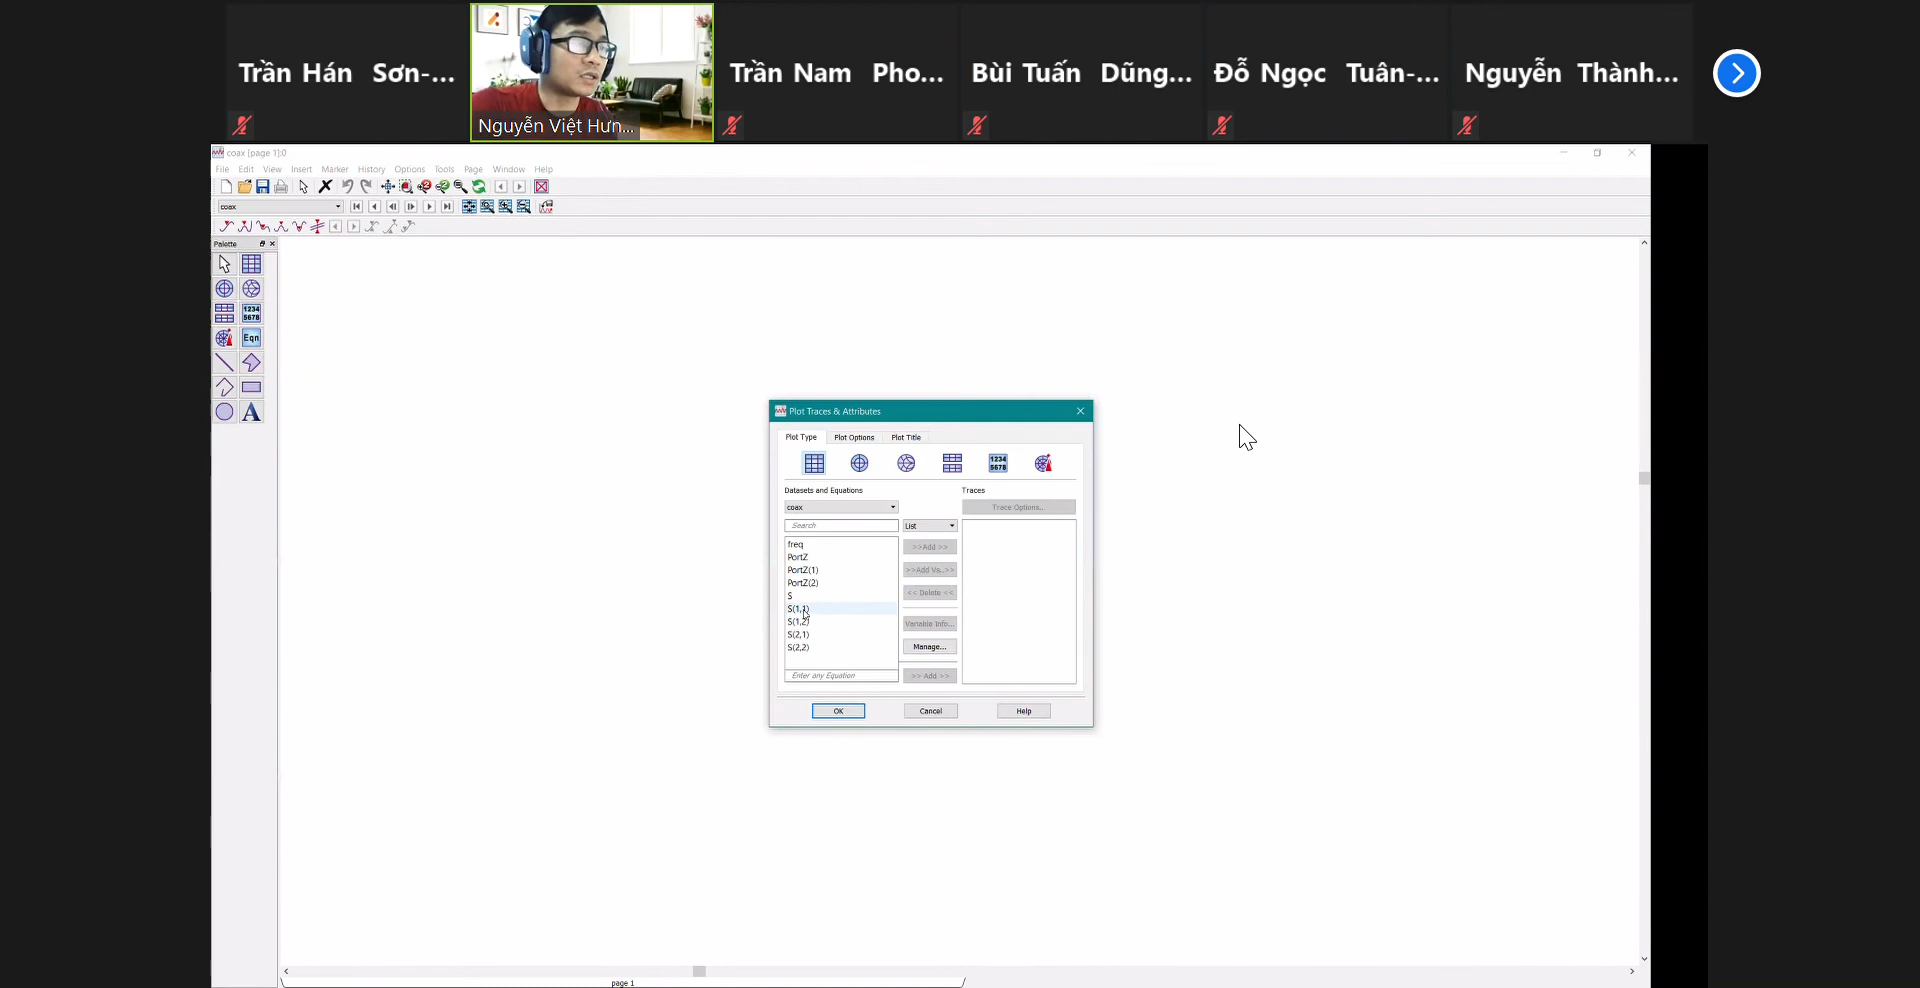 Trần Hán Sơn-...
Nguyễn Việt Hưn...
Trần Nam Pho...
Bùi Tuấn Dũng...
Đỗ Ngọc Tuân-...
Nguyễn Thành...
coax [page 1]:0
File Edit View Insert Marker History Options Tools Page Window Help
coax
Palette
1234
5678
Eqn
A
Plot Traces & Attributes
Plot Type Plot Options Plot Title
1234
5678
Datasets and Equations
Traces
coax
Trace Options...
Search
List
freq
PortZ
PortZ(1)
PortZ(2)
S
S(1,1)
S(1,2)
S(2,1)
S(2,2)
>>Add >>
>>Add Vs..>>
<< Delete <<
Variable Info...
Manage...
Enter any Equation
>> Add >>
OK
Cancel
Help
page 1